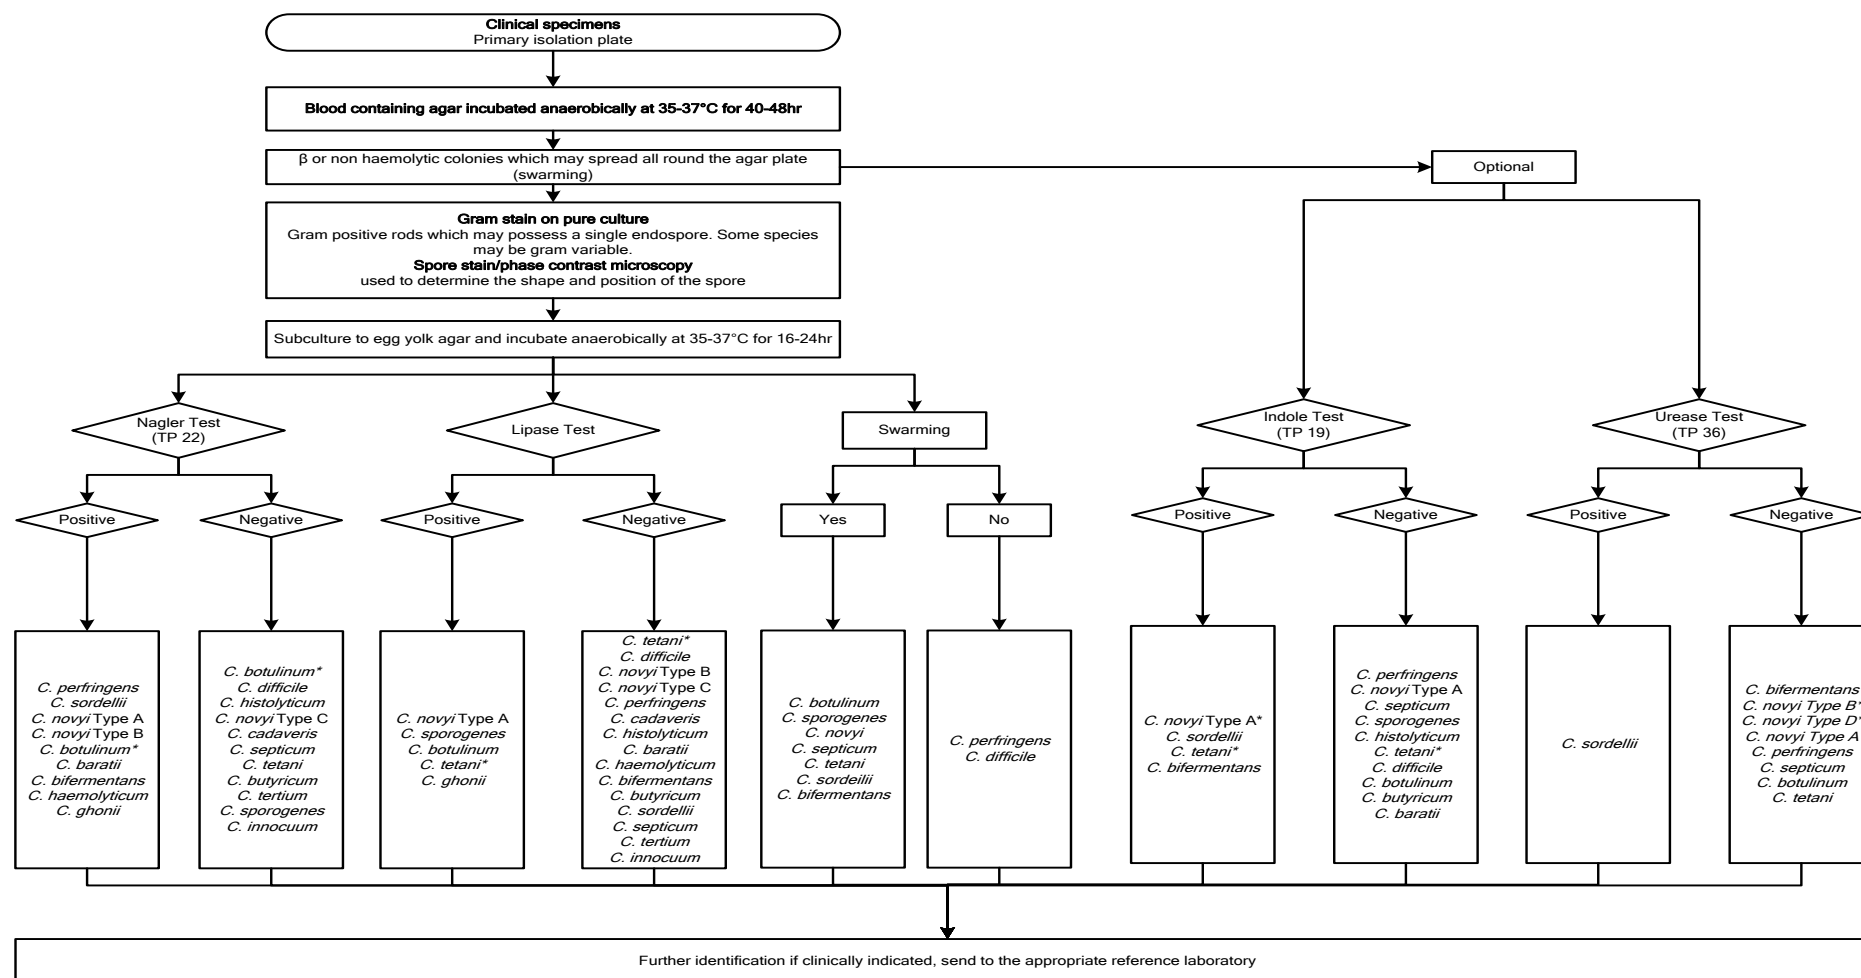 Clinical specimens
Primary isolation plate
Blood containing agar incubated anaerobically at 35-37°C for 40-48hr
β or non haemolytic colonies which may spread all round the agar plate
(swarming)
Optional
Gram stain on pure culture
Gram positive rods which may possess a single endospore. Some species
may be gram variable.
Spore stain/phase contrast microscopy
used to determine the shape and position of the spore
Subculture to egg yolk agar and incubate anaerobically at 35-37°C for 16-24hr
Nagler Test
(TP 22)
Lipase Test
Swarming
Indole Test
(TP 19)
Urease Test
(TP 36)
Positive
Negative
Positive
Negative
Yes
No
Positive
Negative
Positive
Negative
C. perfringens
C. sordellii
C. novyi Type A
C. novyi Type B
C. botulinum*
C. baratii
C. bifermentans
C. haemolyticum
C. ghonii
C. botulinum*
C. difficile
C. histolyticum
C. novyi Type C
C. cadaveris
C. septicum
C. tetani
C. butyricum
C. tertium
C. sporogenes
C. innocuum
C. novyi Type A
C. sporogenes
C. botulinum
C. tetani*
C. ghonii
C. tetani*
C. difficile
C. novyi Type B
C. novyi Type C
C. perfringens
C. cadaveris
C. histolyticum
C. baratii
C. haemolyticum
C. bifermentans
C. butyricum
C. sordellii
C. septicum
C. tertium
C. innocuum
C. botulinum
C. sporogenes
C. novyi
C. septicum
C. tetani
C. sordeilii
C. bifermentans
C. perfringens
C. difficile
C. novyi Type A*
C. sordellii
C. tetani*
C. bifermentans
C. perfringens
C. novyi Type A
C. septicum
C. sporogenes
C. histolyticum
C. tetani*
C. difficile
C. botulinum
C. butyricum
C. baratii
C. sordellii
C. bifermentans
C. novyi Type B*
C. novyi Type D*
C. novyi Type A
C. perfringens
C. septicum
C. botulinum
C. tetani
Further identification if clinically indicated, send to the appropriate reference laboratory